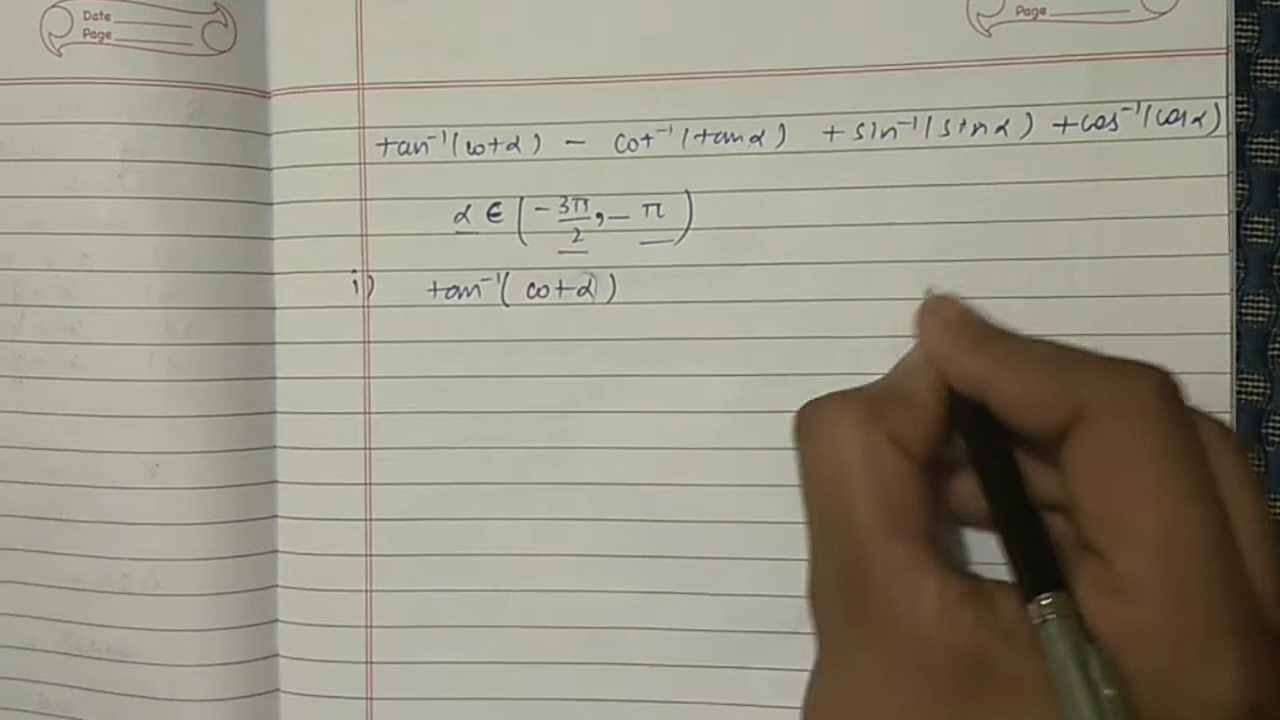 Date
Page
Page
tan⁻¹(cotα) − cot⁻¹(tanα) + sin⁻¹(sinα) + cos⁻¹(cosα)
α ∈ (−3π/2, −π)
i) tan⁻¹(cotα)